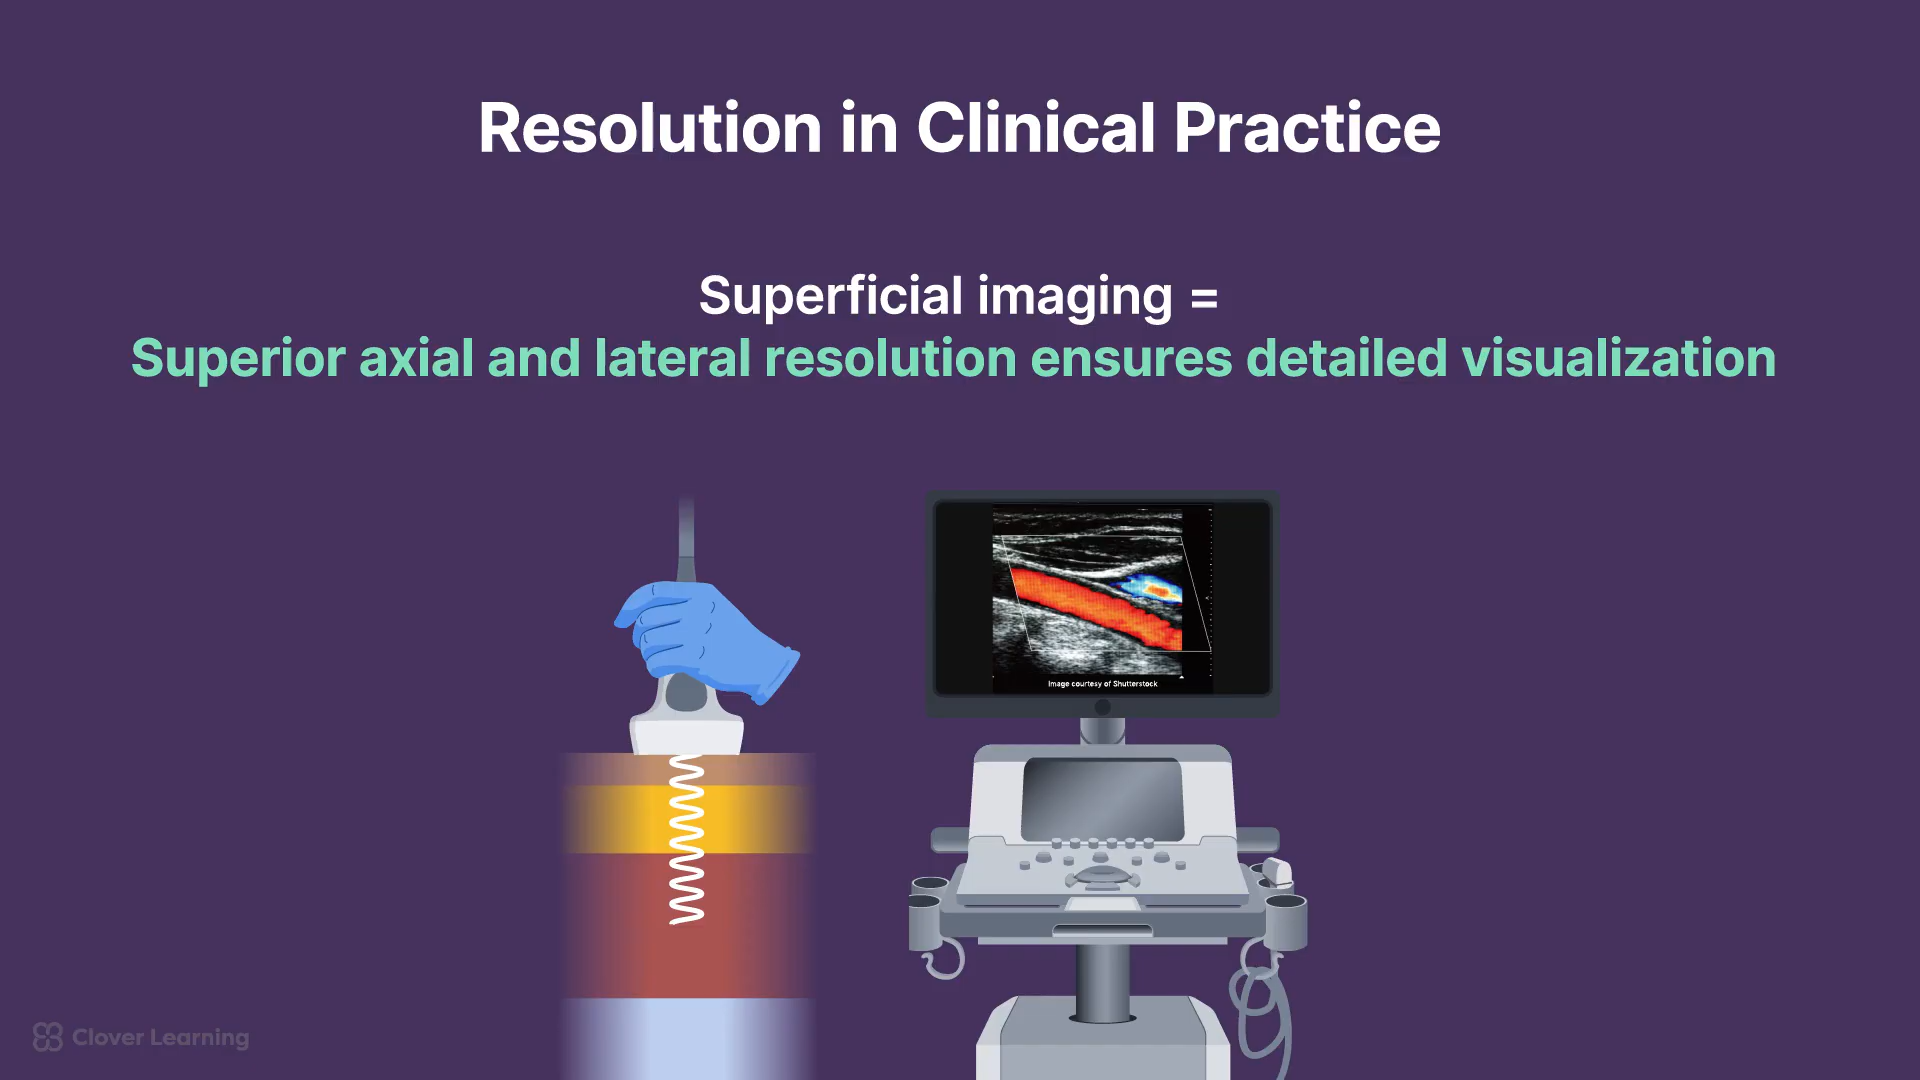 Resolution in Clinical Practice
Superficial imaging =
Superior axial and lateral resolution ensures detailed visualization
Image courtesy of Shutterstock
Clover Learning